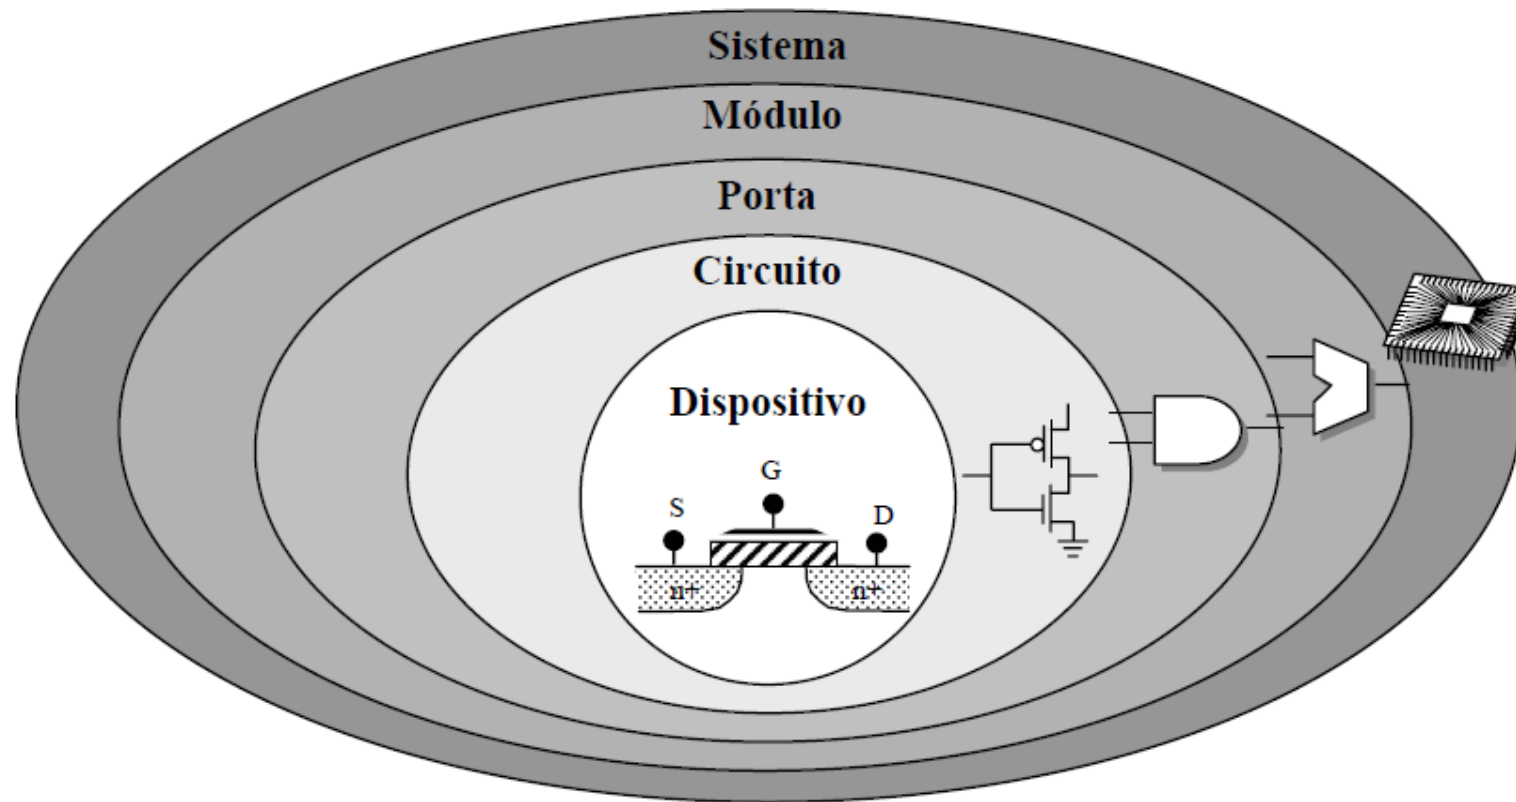 Sistema
Módulo
Porta
Circuito
Dispositivo
G
S
D
n+
n+